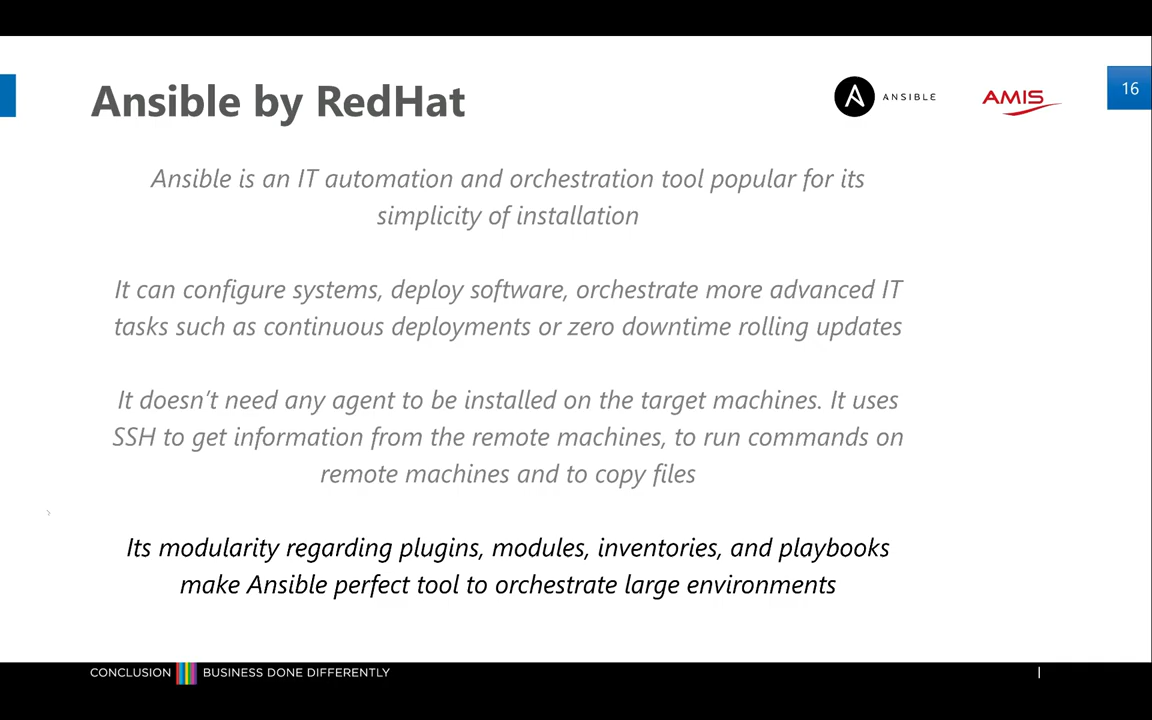 Ansible by RedHat
ANSIBLE
AMIS
16
Ansible is an IT automation and orchestration tool popular for its
simplicity of installation
It can configure systems, deploy software, orchestrate more advanced IT
tasks such as continuous deployments or zero downtime rolling updates
It doesn’t need any agent to be installed on the target machines. It uses
SSH to get information from the remote machines, to run commands on
remote machines and to copy files
Its modularity regarding plugins, modules, inventories, and playbooks
make Ansible perfect tool to orchestrate large environments
CONCLUSION BUSINESS DONE DIFFERENTLY